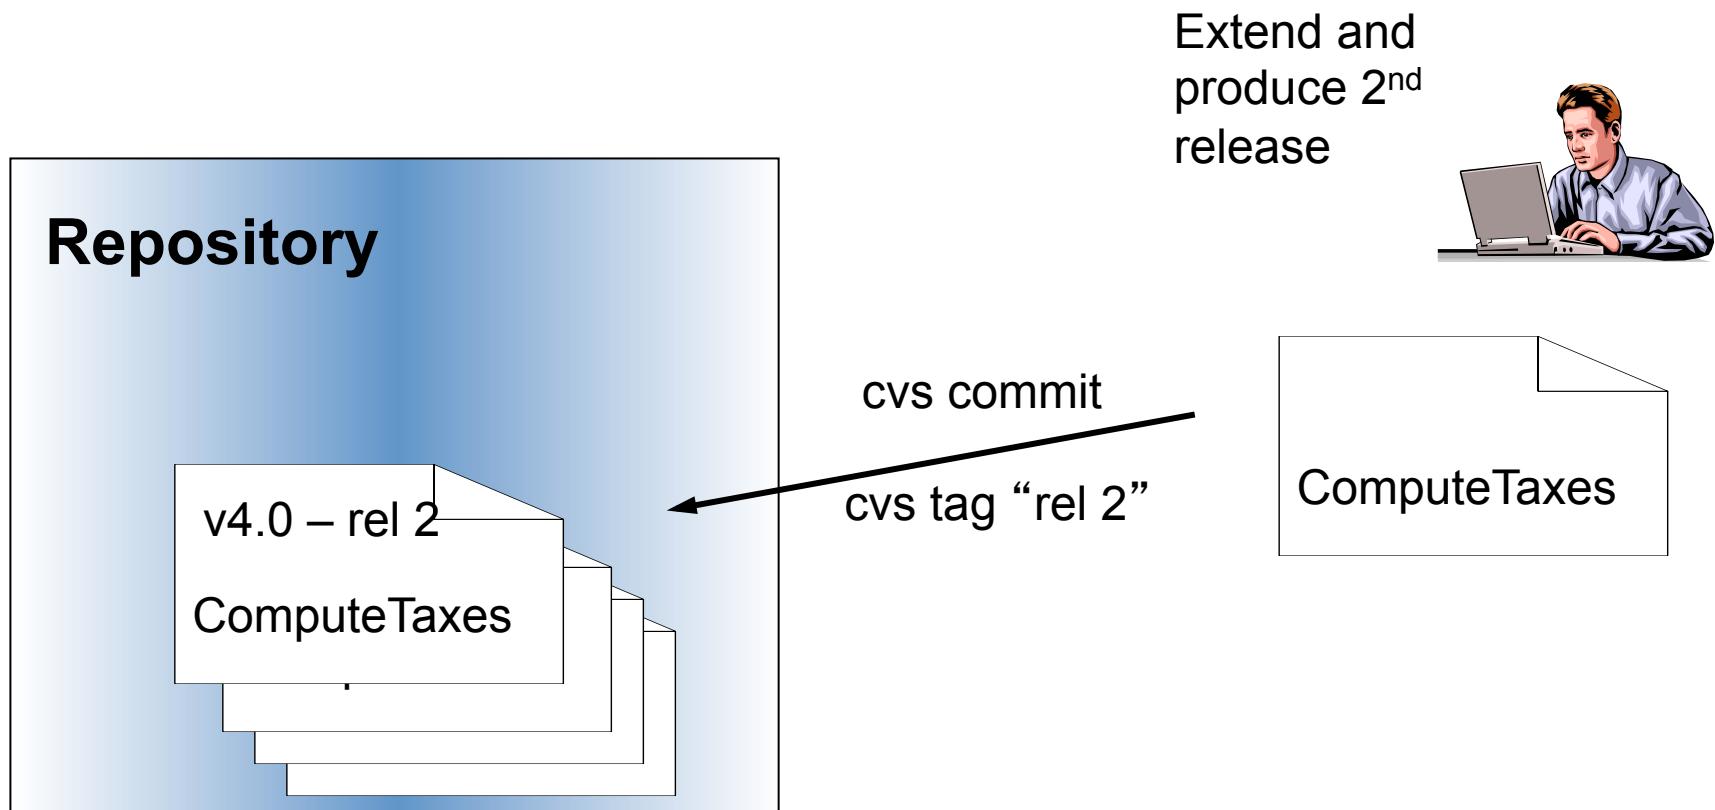 Extend and
produce 2nd
release
Repository
cvs commit
cvs tag “rel 2”
ComputeTaxes
v4.0 – rel 2
ComputeTaxes